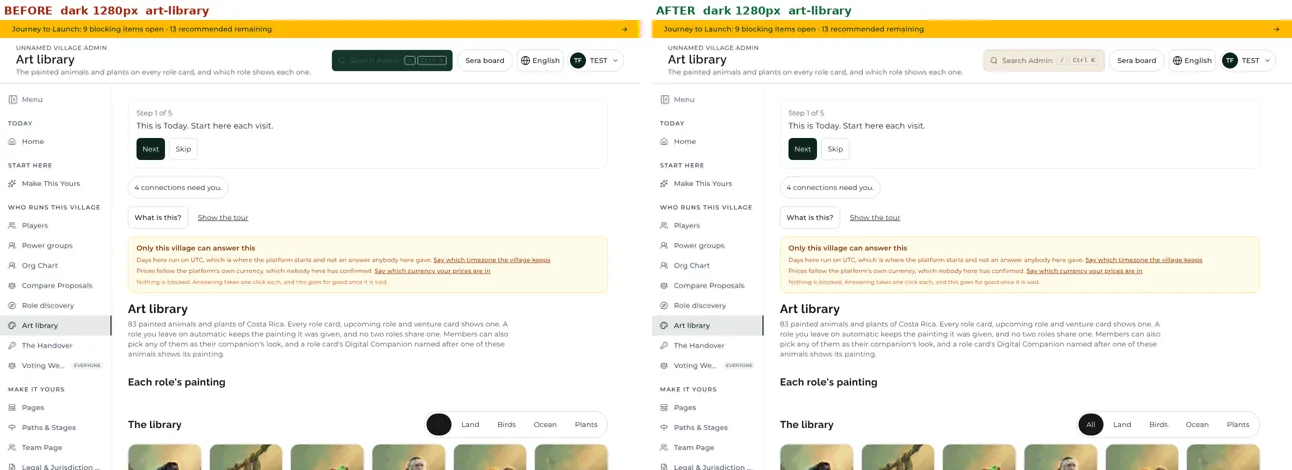 BEFORE dark 1280px art-library
Journey to Launch: 9 blocking items open · 13 recommended remaining →
UNNAMED VILLAGE ADMIN
Art library
The painted animals and plants on every role card, and which role shows each one.
Search Admin / Ctrl K
Sera board
English
TF TEST
Menu
TODAY
Home
START HERE
Make This Yours
WHO RUNS THIS VILLAGE
Players
Power groups
Org Chart
Compare Proposals
Role discovery
Art library
The Handover
Voting We... EVERYONE
MAKE IT YOURS
Pages
Paths & Stages
Team Page
Legal & Jurisdiction ...
Step 1 of 5
This is Today. Start here each visit.
Next Skip
4 connections need you.
What is this? Show the tour
Only this village can answer this
Days here run on UTC, which is where the platform starts and not an answer anybody here gave. Say which timezone the village keeps
Prices follow the platform's own currency, which nobody here has confirmed. Say which currency your prices are in
Nothing is blocked. Answering takes one click each, and this goes for good once it is said.
Art library
83 painted animals and plants of Costa Rica. Every role card, upcoming role and venture card shows one. A
role you leave on automatic keeps the painting it was given, and no two roles share one. Members can also
pick any of them as their companion's look, and a role card's Digital Companion named after one of these
animals shows its painting.
Each role's painting
The library
Land Birds Ocean Plants
AFTER dark 1280px art-library
Journey to Launch: 9 blocking items open · 13 recommended remaining →
UNNAMED VILLAGE ADMIN
Art library
The painted animals and plants on every role card, and which role shows each one.
Search Admin / Ctrl K
Sera board
English
TF TEST
Menu
TODAY
Home
START HERE
Make This Yours
WHO RUNS THIS VILLAGE
Players
Power groups
Org Chart
Compare Proposals
Role discovery
Art library
The Handover
Voting We... EVERYONE
MAKE IT YOURS
Pages
Paths & Stages
Team Page
Legal & Jurisdiction ...
Step 1 of 5
This is Today. Start here each visit.
Next Skip
4 connections need you.
What is this? Show the tour
Only this village can answer this
Days here run on UTC, which is where the platform starts and not an answer anybody here gave. Say which timezone the village keeps
Prices follow the platform's own currency, which nobody here has confirmed. Say which currency your prices are in
Nothing is blocked. Answering takes one click each, and this goes for good once it is said.
Art library
83 painted animals and plants of Costa Rica. Every role card, upcoming role and venture card shows one. A
role you leave on automatic keeps the painting it was given, and no two roles share one. Members can also
pick any of them as their companion's look, and a role card's Digital Companion named after one of these
animals shows its painting.
Each role's painting
The library
All Land Birds Ocean Plants